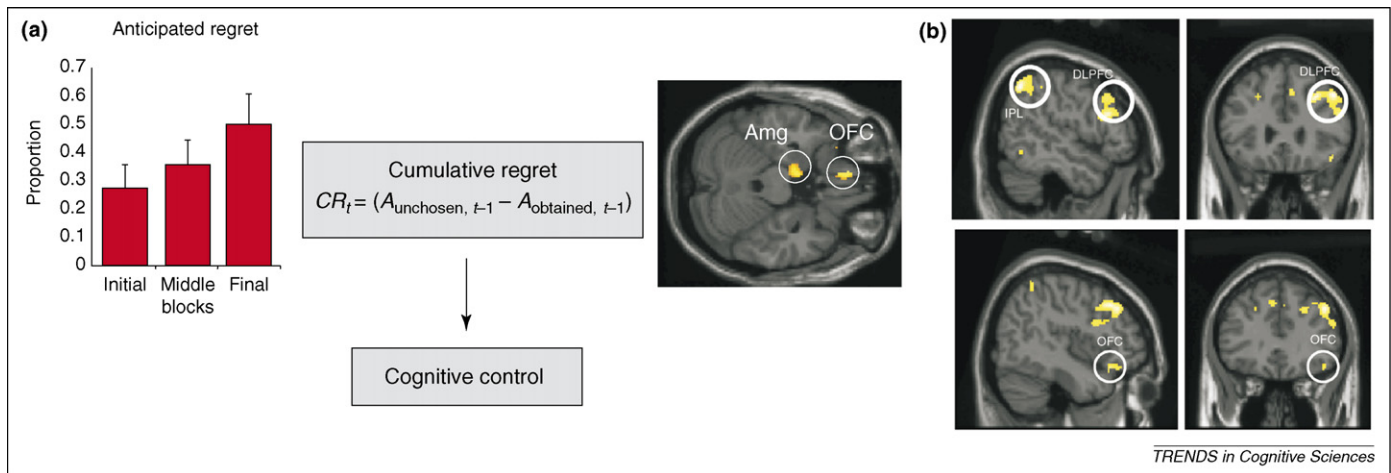 (a)
Anticipated regret
Proportion
0.7
0.6
0.5
0.4
0.3
0.2
0.1
0
Initial
Middle
blocks
Final
Cumulative regret
CRₜ = (A_unchosen, t–1 – A_obtained, t–1)
Cognitive control
Amg
OFC
(b)
DLPFC
IPL
DLPFC
OFC
OFC
TRENDS in Cognitive Sciences